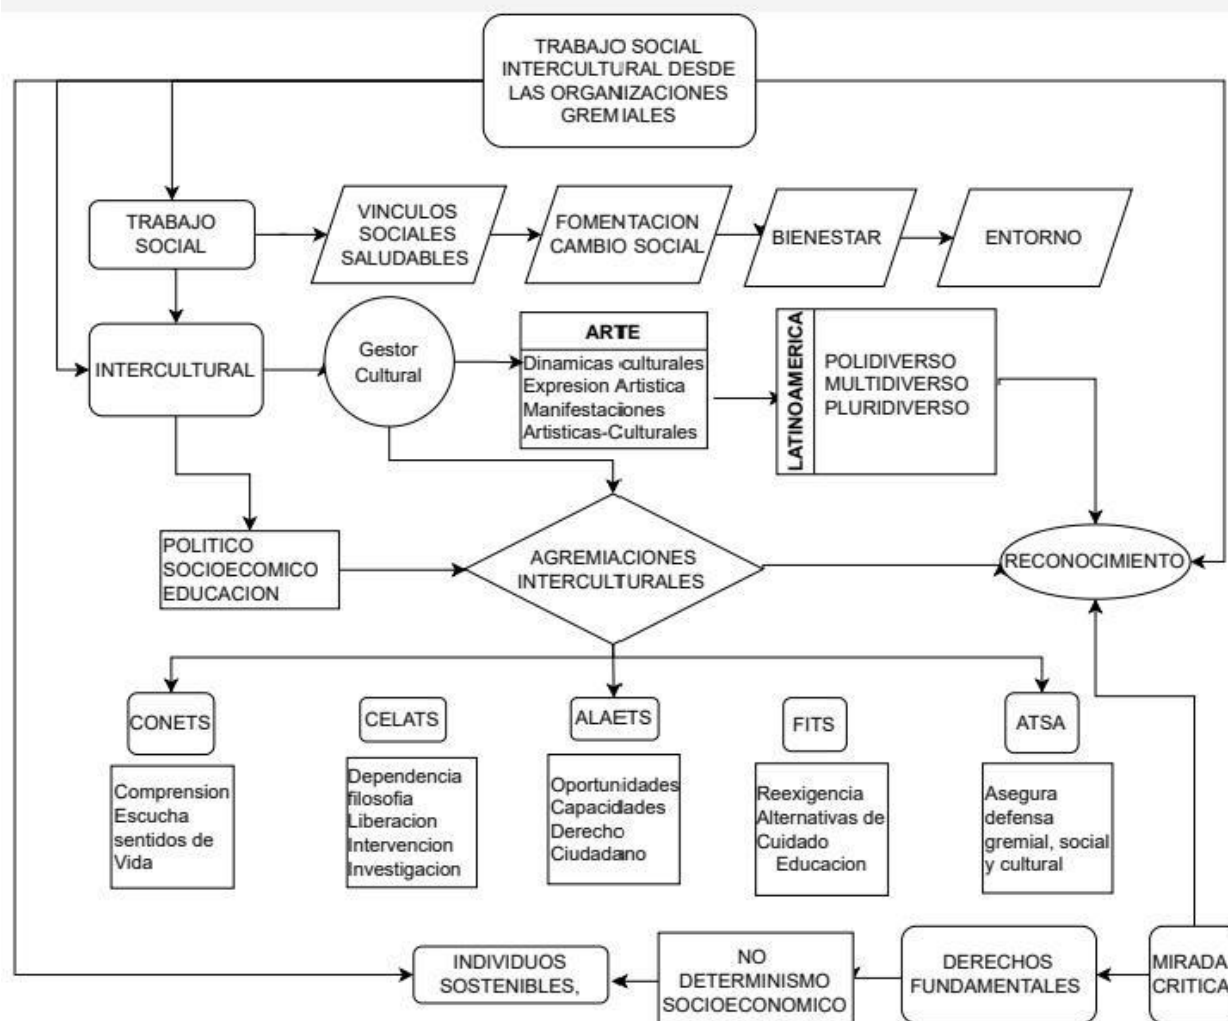 TRABAJO SOCIAL
INTERCULTURAL DESDE
LAS ORGANIZACIONES
GREMIALES
TRABAJO
SOCIAL
VINCULOS
SOCIALES
SALUDABLES
FOMENTACION
CAMBIO SOCIAL
BIENESTAR
ENTORNO
INTERCULTURAL
Gestor
Cultural
ARTE
Dinamicas culturales
Expresion Artistica
Manifestaciones
Artisticas-Culturales
LATINOAMERICA
POLIDIVERSO
MULTIDIVERSO
PLURIDIVERSO
POLITICO
SOCIOECOMICO
EDUCACION
AGREMIACIONES
INTERCULTURALES
RECONOCIMIENTO
CONETS
CELATS
ALAETS
FITS
ATSA
Comprension
Escucha
sentidos de
Vida
Dependencia
filosofia
Liberacion
Intervencion
Investigacion
Oportunidades
Capacidades
Derecho
Ciudadano
Reexigencia
Alternativas de
Cuidado
Educacion
Asegura
defensa
gremial, social
y cultural
INDIVIDUOS
SOSTENIBLES,
NO
DETERMINISMO
SOCIOECONOMICO
DERECHOS
FUNDAMENTALES
MIRADA
CRITICA